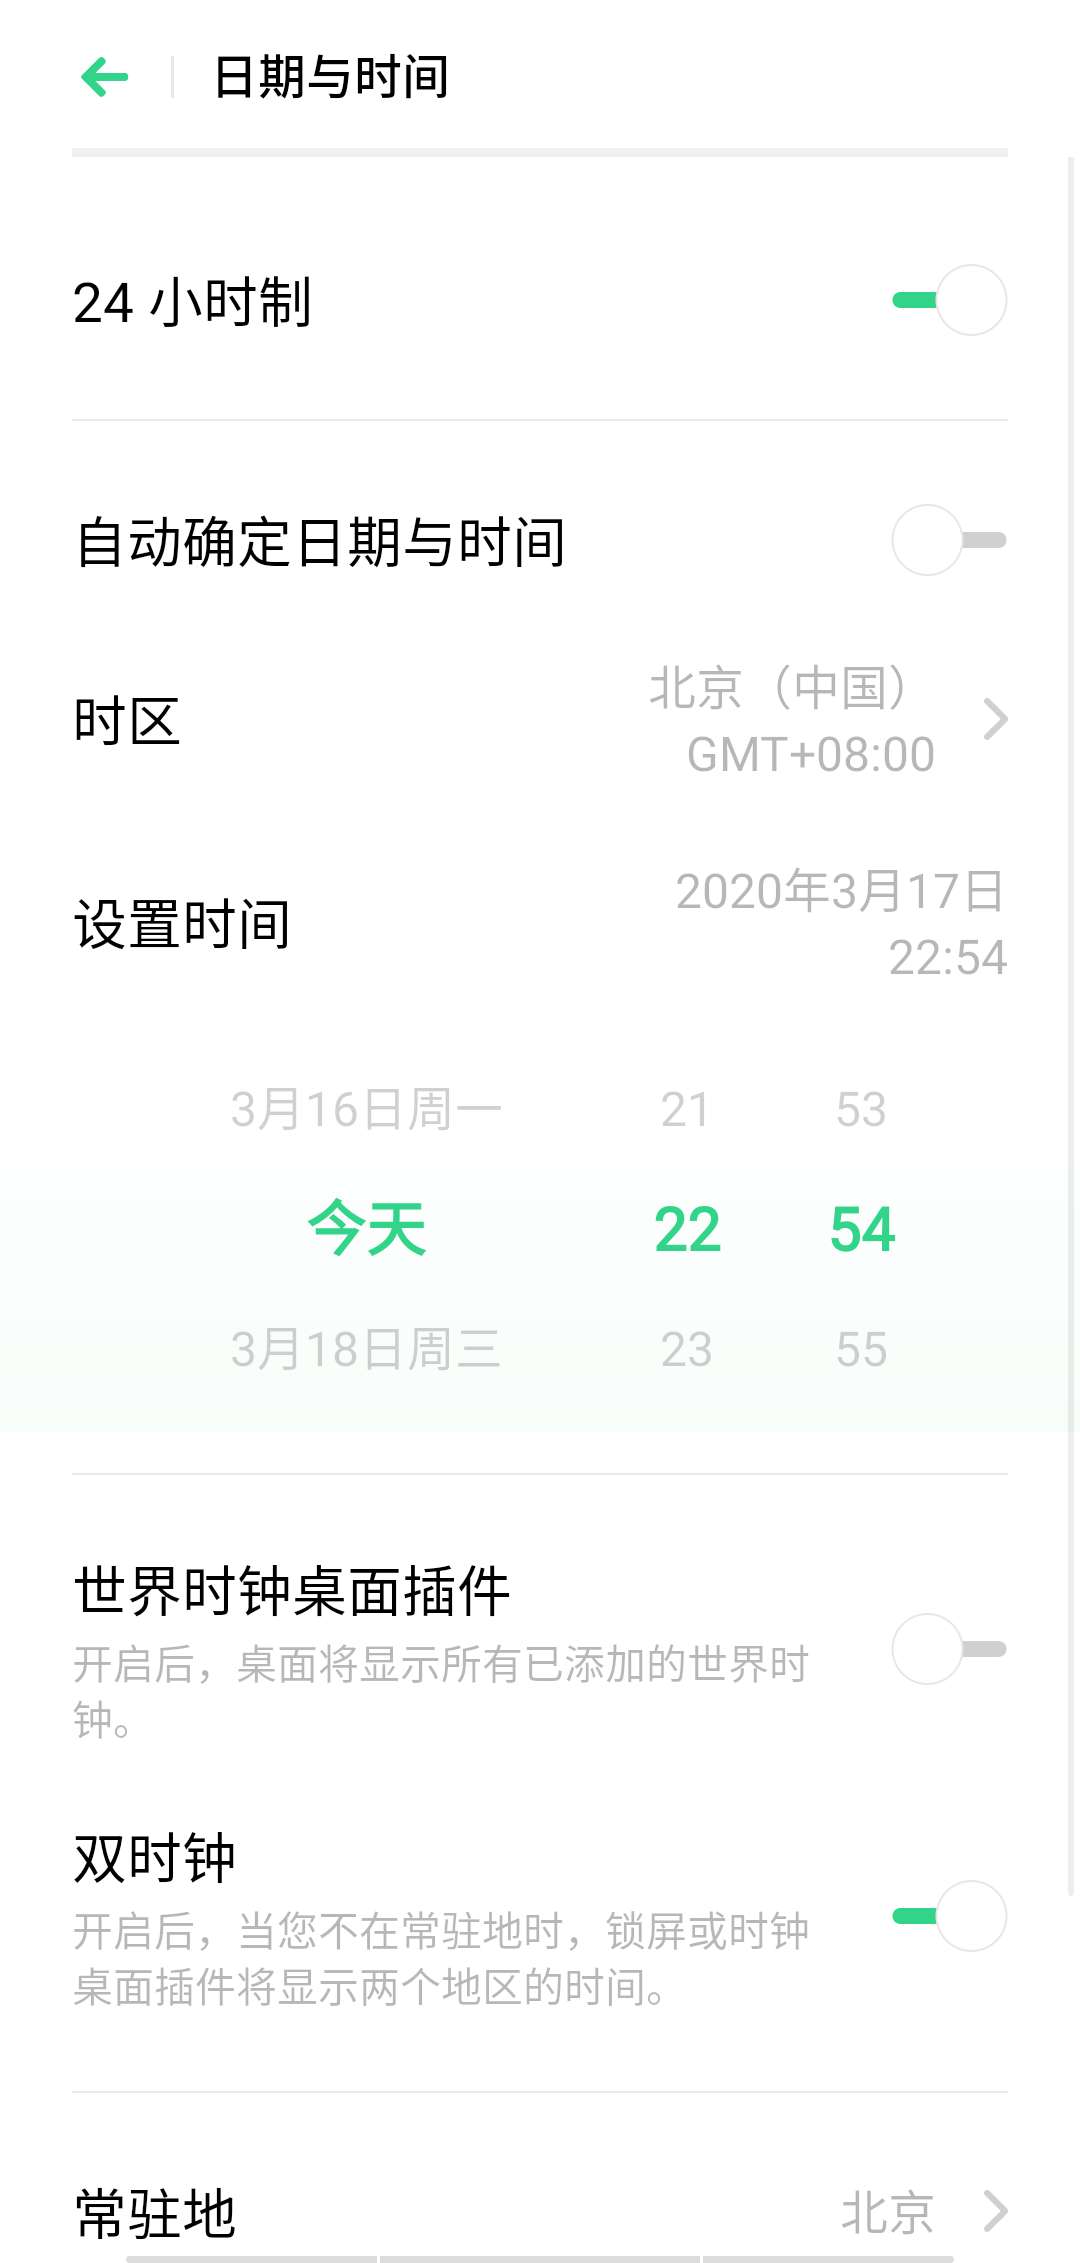 日期与时间
24 小时制
自动确定日期与时间
时区
北京（中国）
GMT+08:00
设置时间
2020年3月17日
22:54
3月16日周一 21 53
今天 22 54
3月18日周三 23 55
世界时钟桌面插件
开启后，桌面将显示所有已添加的世界时
钟。
双时钟
开启后，当您不在常驻地时，锁屏或时钟
桌面插件将显示两个地区的时间。
常驻地 北京